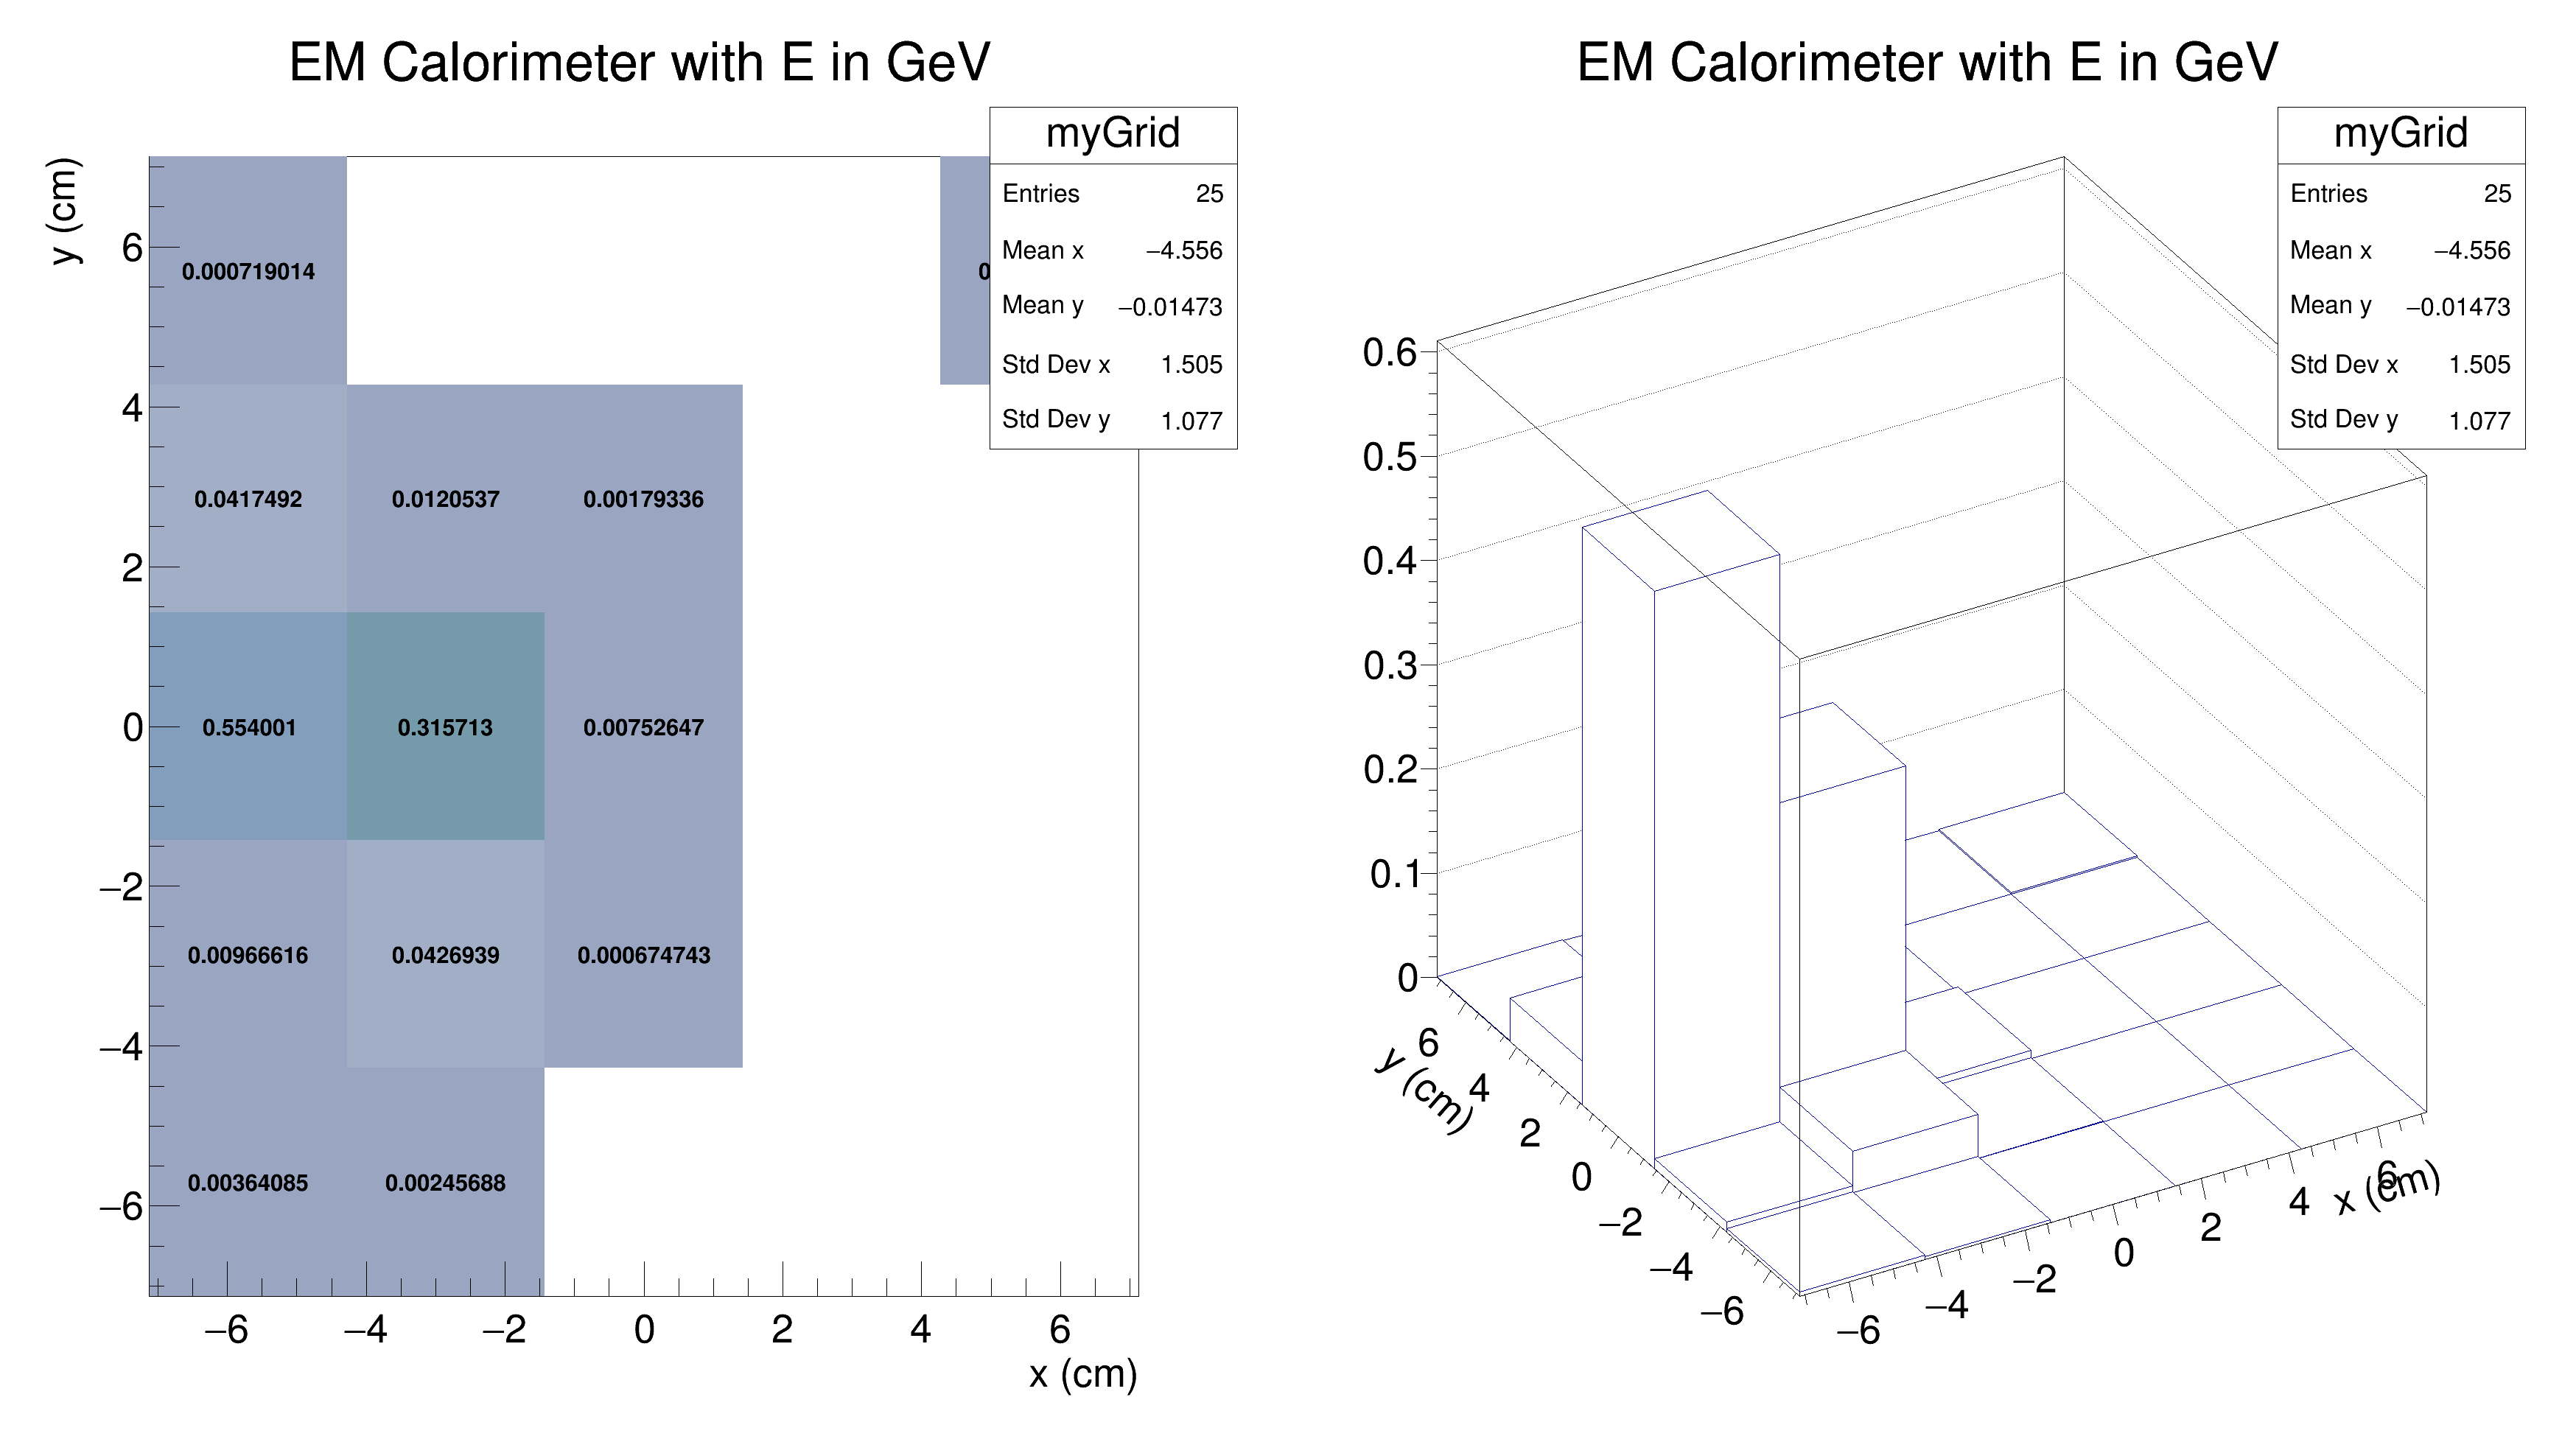 EM Calorimeter with E in GeV
myGrid
Entries 25
Mean x −4.556
Mean y −0.01473
Std Dev x 1.505
Std Dev y 1.077
y (cm)
6
4
2
0
−2
−4
−6
0.000719014 0
0.0417492 0.0120537 0.00179336
0.554001 0.315713 0.00752647
0.00966616 0.0426939 0.000674743
0.00364085 0.00245688
−6 −4 −2 0 2 4 6
x (cm)
EM Calorimeter with E in GeV
myGrid
Entries 25
Mean x −4.556
Mean y −0.01473
Std Dev x 1.505
Std Dev y 1.077
0.6
0.5
0.4
0.3
0.2
0.1
0
6
4
2
0
−2
−4
−6
y (cm)
−6
−4
−2
0
2
4
6
x (cm)